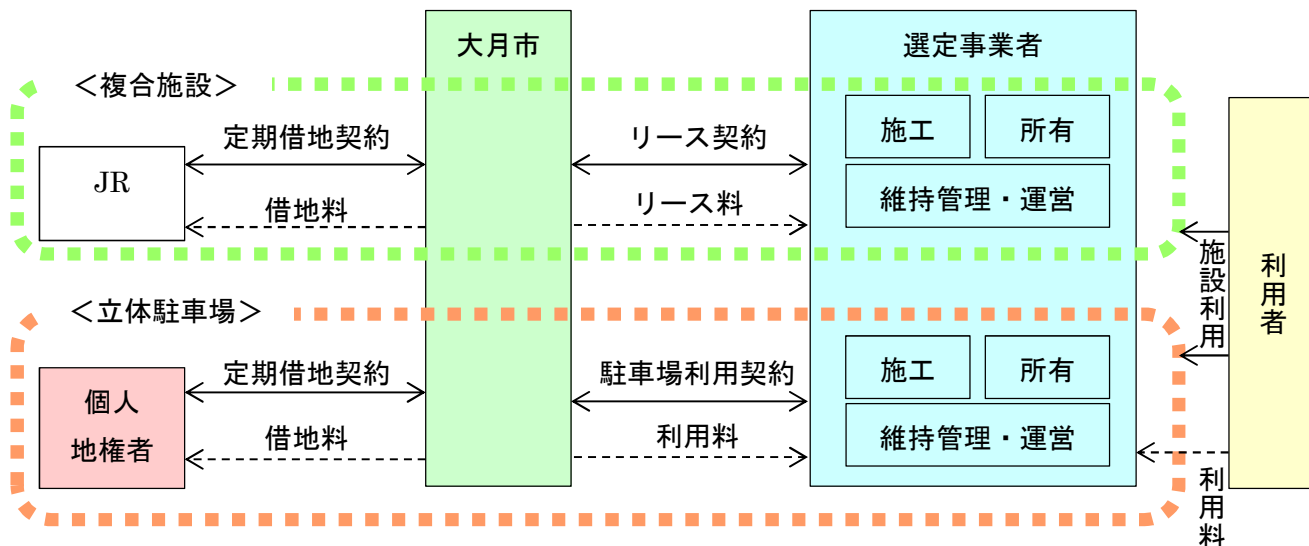 大月市
選定事業者
＜複合施設＞
JR
定期借地契約
借地料
リース契約
リース料
施工
所有
維持管理・運営
＜立体駐車場＞
個人
地権者
定期借地契約
借地料
駐車場利用契約
利用料
施工
所有
維持管理・運営
施設利用
利用料
利用者